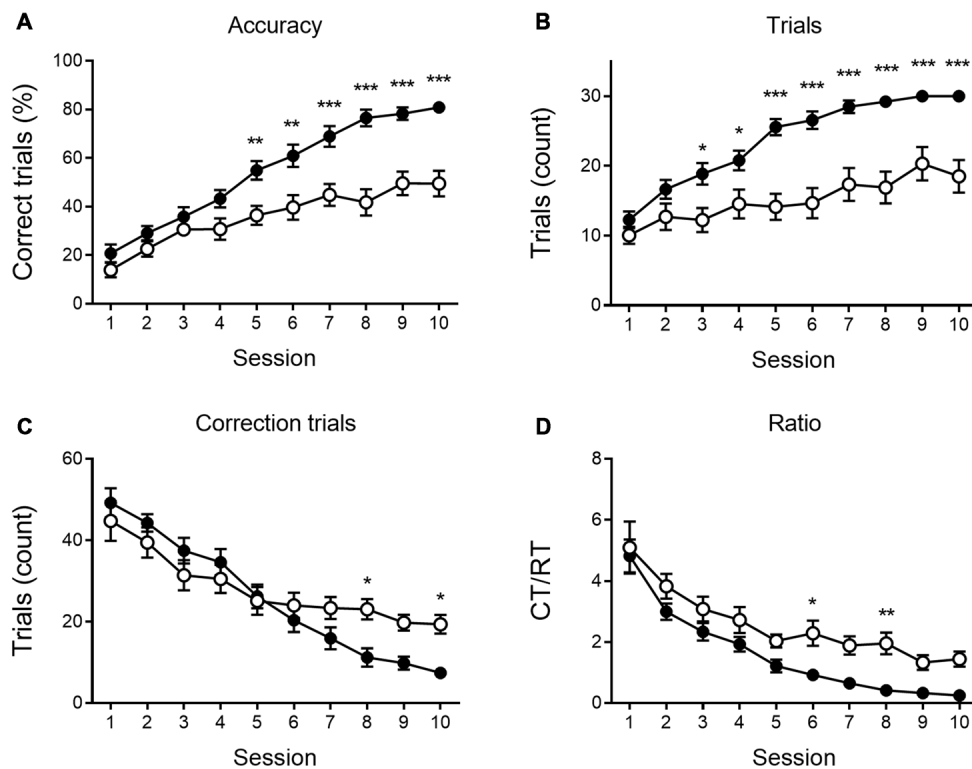 A Accuracy
Correct trials (%)
100
80
60
40
20
0
** ** *** *** *** ***
1 2 3 4 5 6 7 8 9 10
Session
B Trials
Trials (count)
30
20
10
0
* * *** *** *** *** *** ***
1 2 3 4 5 6 7 8 9 10
Session
C Correction trials
Trials (count)
60
40
20
0
* *
1 2 3 4 5 6 7 8 9 10
Session
D Ratio
CT/RT
8
6
4
2
0
* **
1 2 3 4 5 6 7 8 9 10
Session